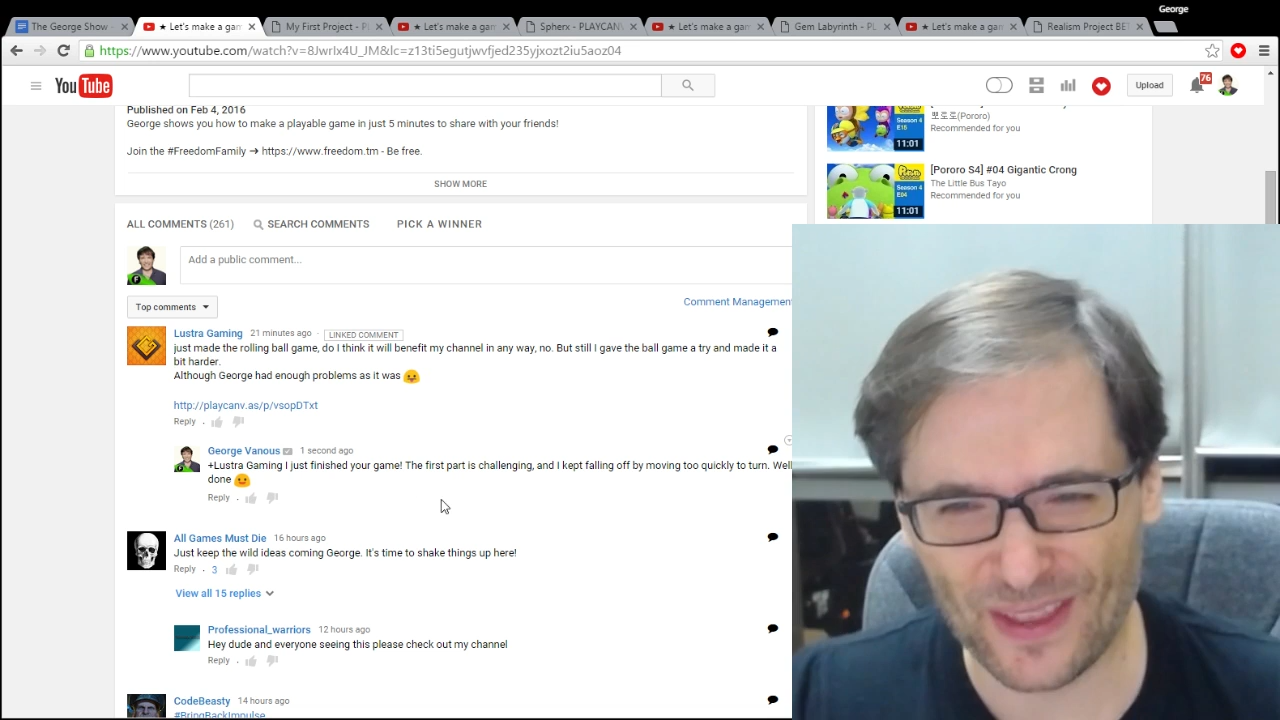 George
The George Show -
★ Let's make a gam
My First Project - P
★ Let's make a gam
Spherx - PLAYCANV
★ Let's make a gam
Gem Labyrinth - PL
★ Let's make a gam
Realism Project BET
https://www.youtube.com/watch?v=8Jwrlx4U_JM&lc=z13ti5egutjwvfjed235yjxozt2iu5aoz04
YouTube
Upload
76
Published on Feb 4, 2016
George shows you how to make a playable game in just 5 minutes to share with your friends!
Join the #FreedomFamily ➔ https://www.freedom.tm - Be free.
SHOW MORE
Season 4
E16
11:01
뽀로로(Pororo)
Recommended for you
Season 4
E04
11:01
[Pororo S4] #04 Gigantic Crong
The Little Bus Tayo
Recommended for you
ALL COMMENTS (261)
SEARCH COMMENTS
PICK A WINNER
Add a public comment...
Top comments
Comment Management
Lustra Gaming 21 minutes ago · LINKED COMMENT
just made the rolling ball game, do I think it will benefit my channel in any way, no. But still I gave the ball game a try and made it a
bit harder.
Although George had enough problems as it was
http://playcanv.as/p/vsopDTxt
Reply ·
George Vanous 1 second ago
+Lustra Gaming I just finished your game! The first part is challenging, and I kept falling off by moving too quickly to turn. Well
done
Reply ·
All Games Must Die 16 hours ago
Just keep the wild ideas coming George. It's time to shake things up here!
Reply · 3
View all 15 replies
Professional_warriors 12 hours ago
Hey dude and everyone seeing this please check out my channel
Reply ·
CodeBeasty 14 hours ago
#BringBackImpulse